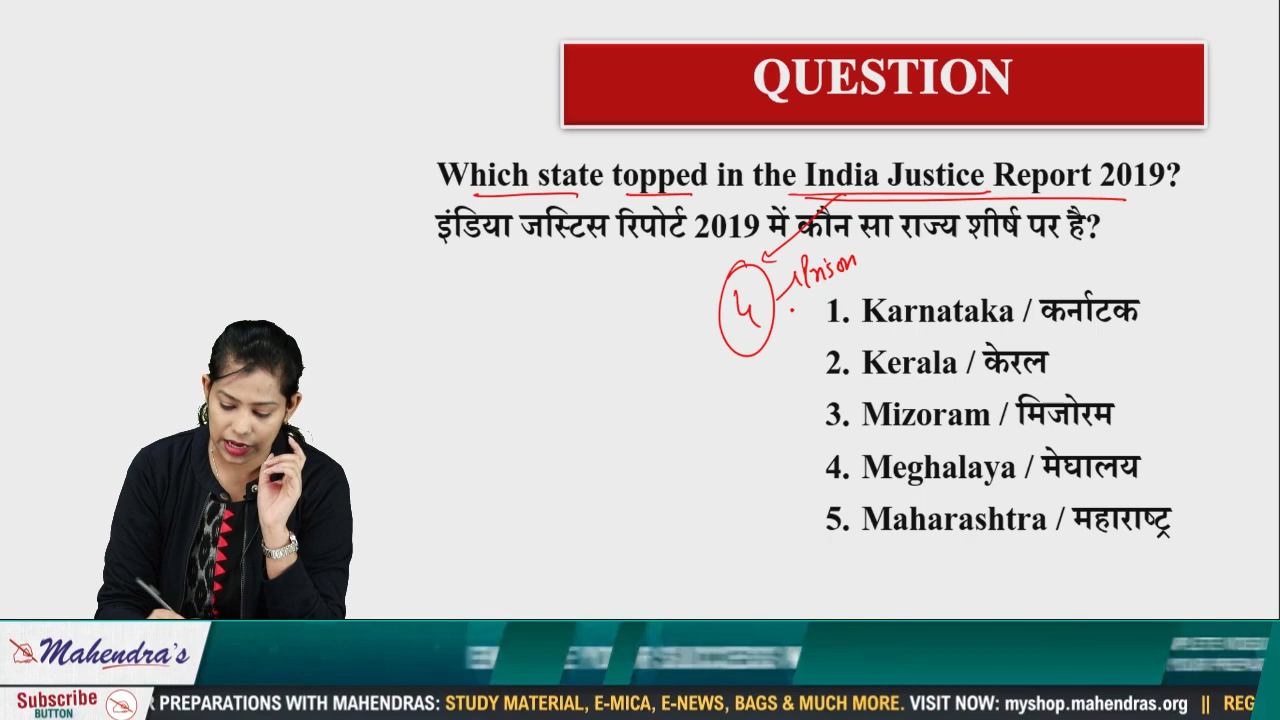 QUESTION
Which state topped in the India Justice Report 2019?
इंडिया जस्टिस रिपोर्ट 2019 में कौन सा राज्य शीर्ष पर है?
Prison
1. Karnataka / कर्नाटक
2. Kerala / केरल
3. Mizoram / मिजोरम
4. Meghalaya / मेघालय
5. Maharashtra / महाराष्ट्र
Mahendra's
Subscribe
BUTTON
PREPARATIONS WITH MAHENDRAS: STUDY MATERIAL, E-MICA, E-NEWS, BAGS & MUCH MORE. VISIT NOW: myshop.mahendras.org || REG